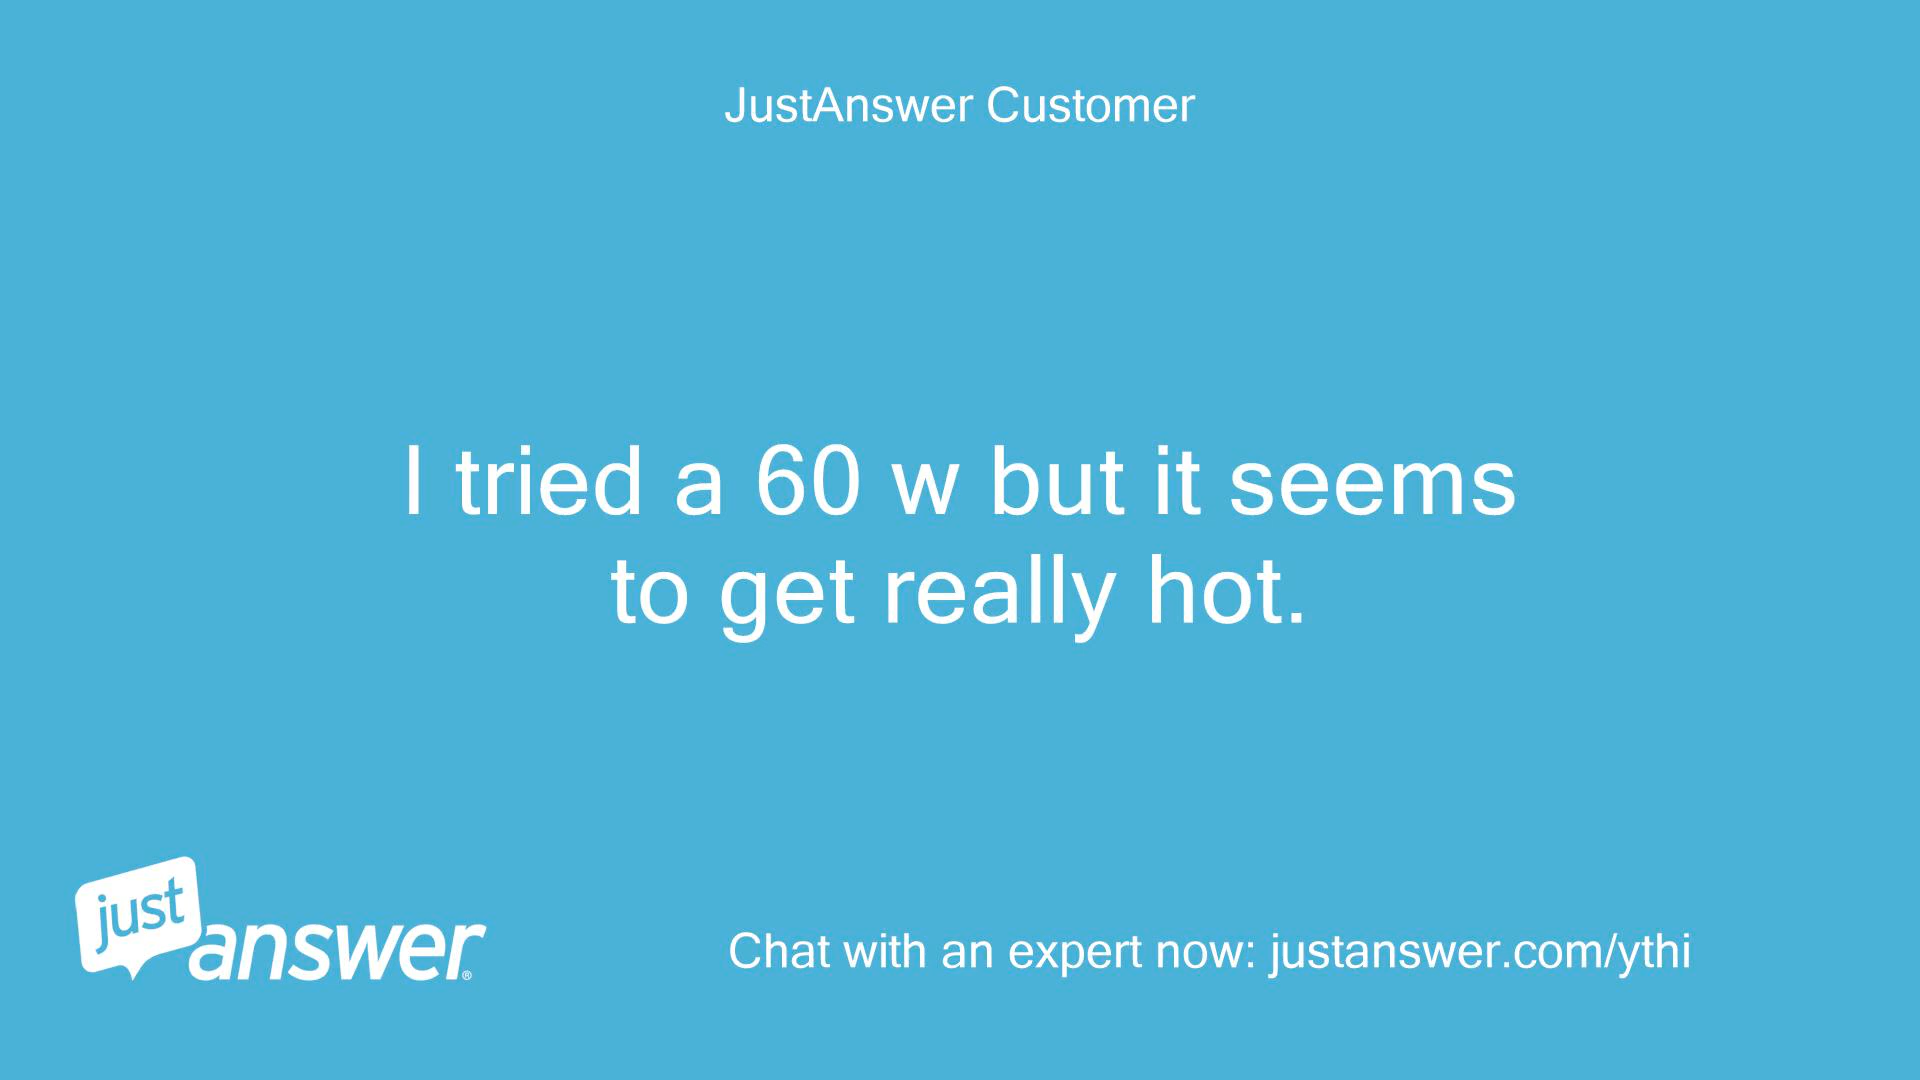 JustAnswer Customer
I tried a 60 w but it seems
to get really hot.
just
answer®
Chat with an expert now: justanswer.com/ythi